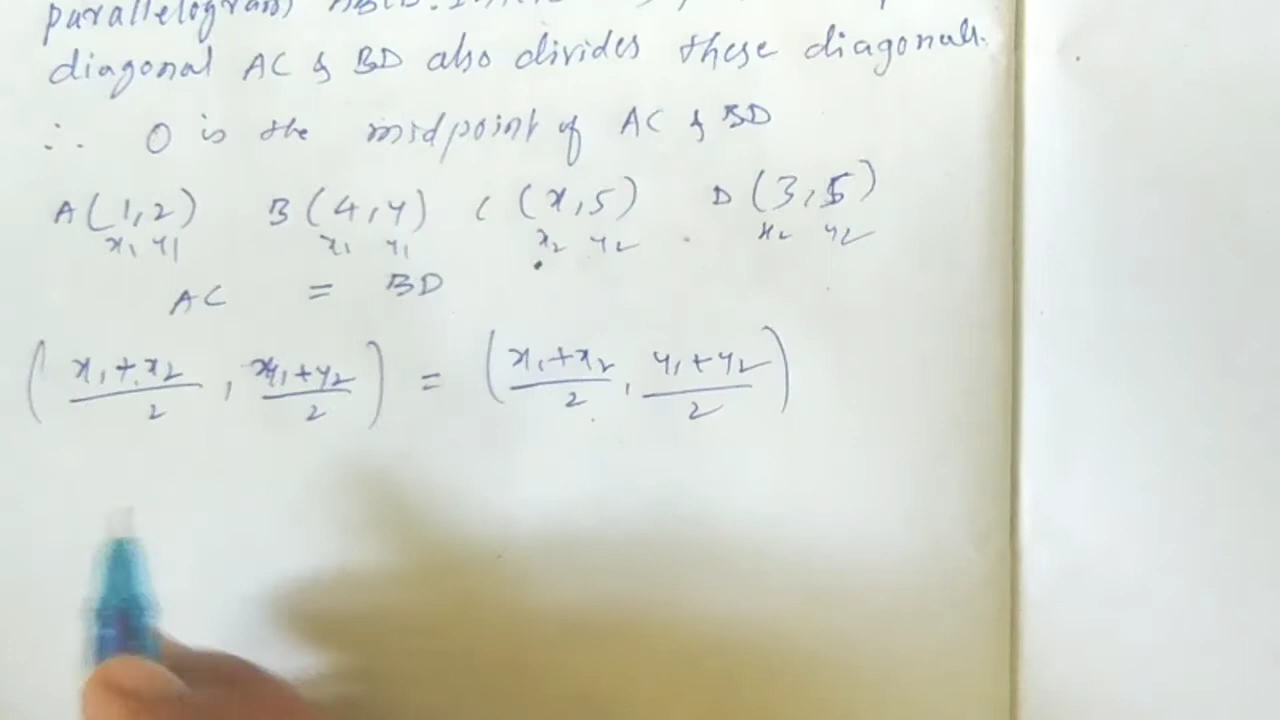 parallelogram
diagonal AC & BD also divides these diagonals.
∴ O is the midpoint of AC & BD
A(1,2) B(4,y) C(x,5) D(3,5)
x₁ y₁ x₁ y₁ x₂ y₂ x₂ y₂
AC = BD
(x₁+x₂/2, y₁+y₂/2) = (x₁+x₂/2, y₁+y₂/2)